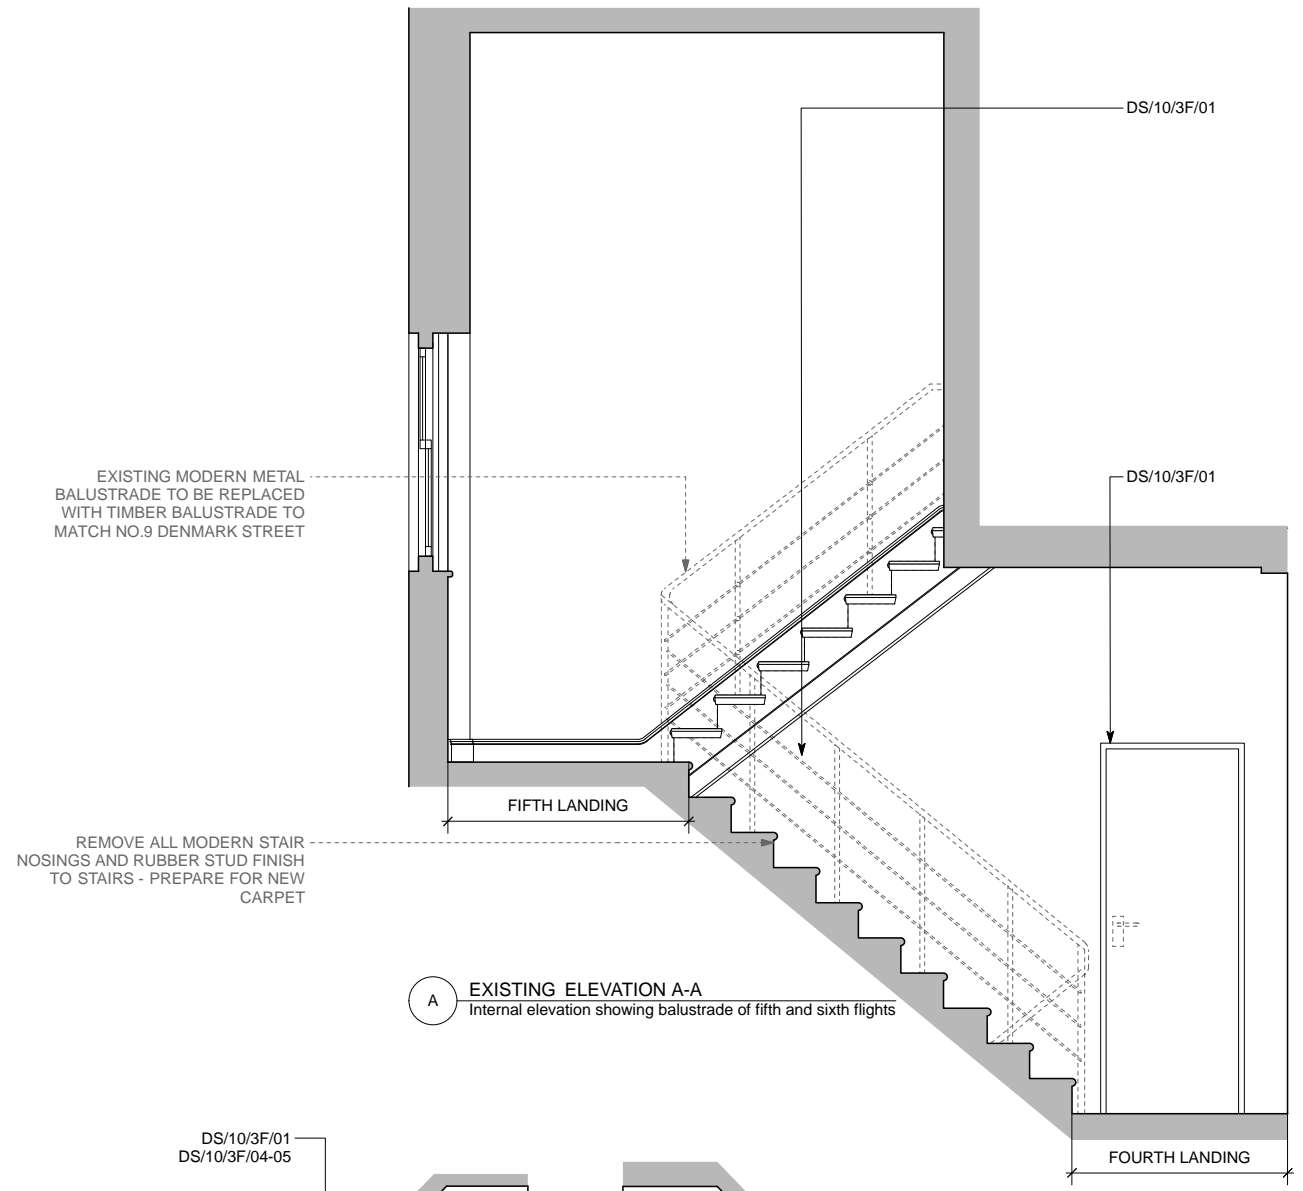 DS/10/3F/01
EXISTING MODERN METAL
BALUSTRADE TO BE REPLACED
WITH TIMBER BALUSTRADE TO
MATCH NO.9 DENMARK STREET
DS/10/3F/01
FIFTH LANDING
REMOVE ALL MODERN STAIR
NOSINGS AND RUBBER STUD FINISH
TO STAIRS - PREPARE FOR NEW
CARPET
A
EXISTING ELEVATION A-A
Internal elevation showing balustrade of fifth and sixth flights
DS/10/3F/01
DS/10/3F/04-05
FOURTH LANDING